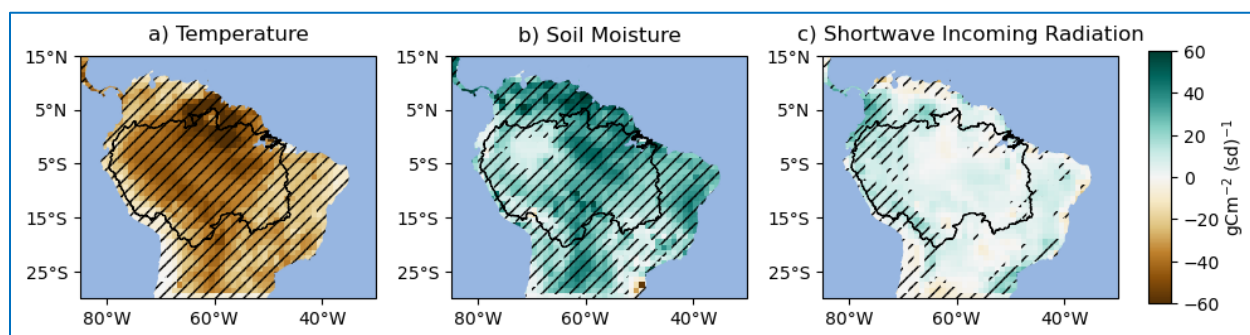 a) Temperature
b) Soil Moisture
c) Shortwave Incoming Radiation
15°N
5°N
5°S
15°S
25°S
80°W 60°W 40°W
15°N
5°N
5°S
15°S
25°S
80°W 60°W 40°W
15°N
5°N
5°S
15°S
25°S
80°W 60°W 40°W
60
40
20
0
−20
−40
−60
gCm⁻² (sd)⁻¹